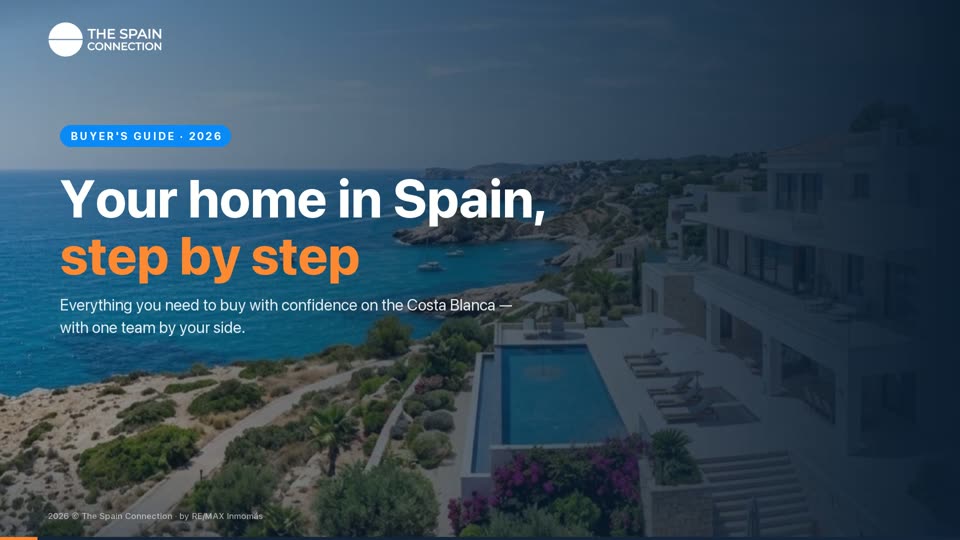 THE SPAIN
CONNECTION
BUYER'S GUIDE · 2026
Your home in Spain,
step by step
Everything you need to buy with confidence on the Costa Blanca —
with one team by your side.
2026 © The Spain Connection · by RE/MAX Inmomás